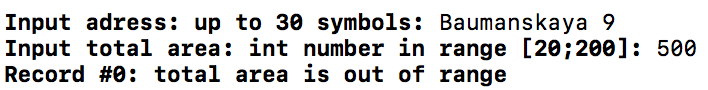 Input adress: up to 30 symbols: Baumanskaya 9
Input total area: int number in range [20;200]: 500
Record #0: total area is out of range